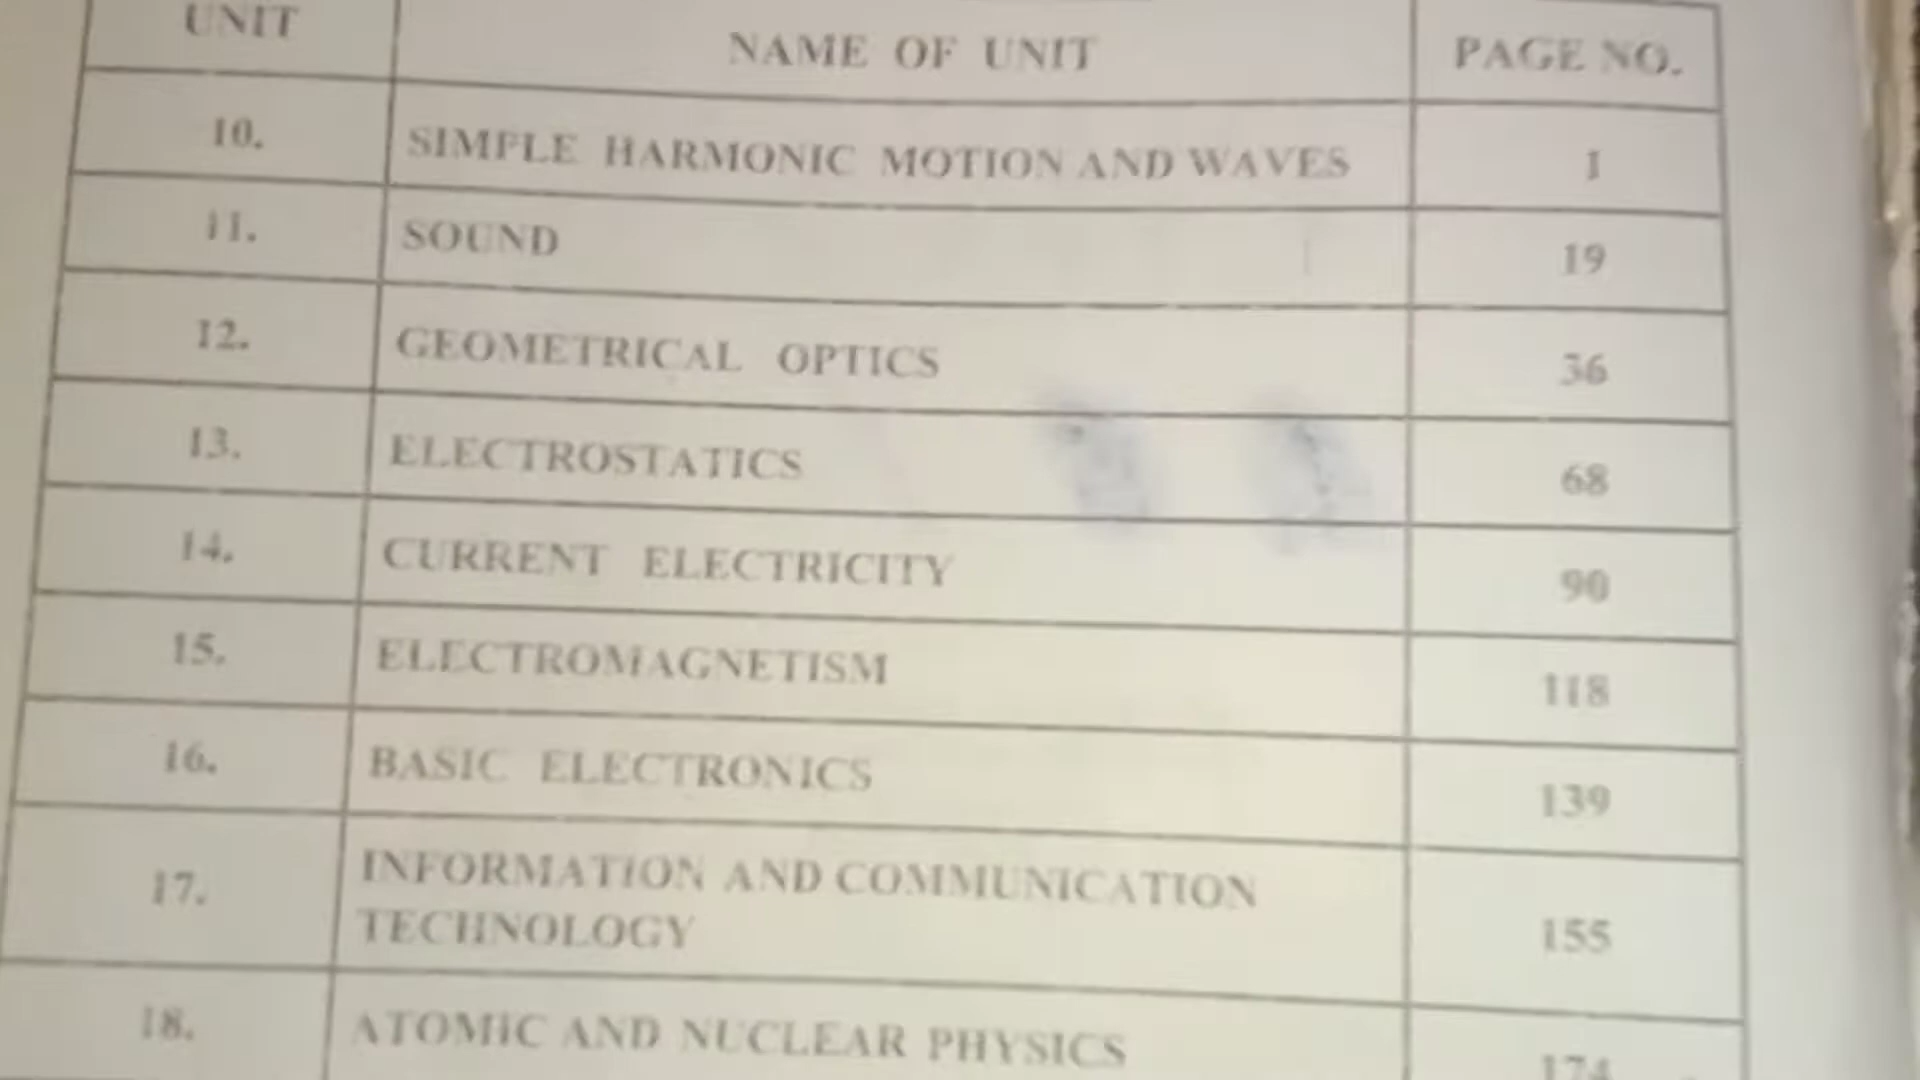 UNIT NAME OF UNIT PAGE NO.
10. SIMPLE HARMONIC MOTION AND WAVES 1
11. SOUND 19
12. GEOMETRICAL OPTICS 36
13. ELECTROSTATICS 68
14. CURRENT ELECTRICITY 90
15. ELECTROMAGNETISM 118
16. BASIC ELECTRONICS 139
17. INFORMATION AND COMMUNICATION
TECHNOLOGY 155
18. ATOMIC AND NUCLEAR PHYSICS 174